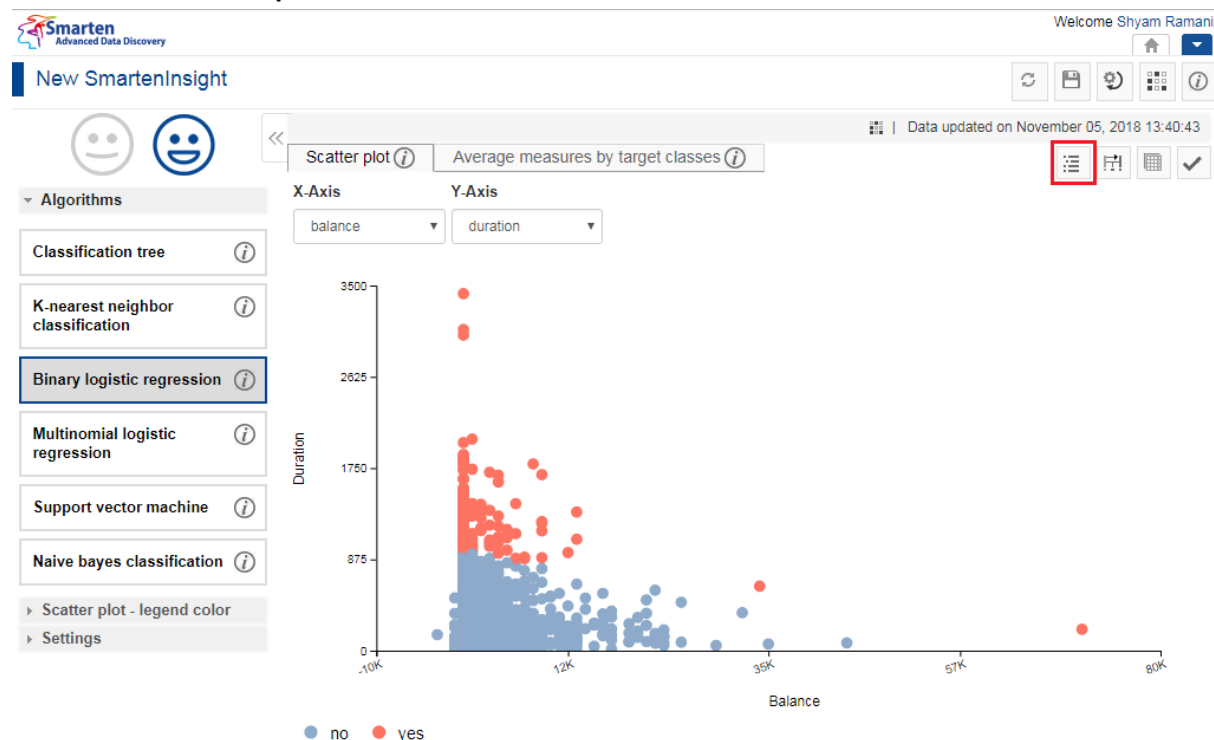 Smarten
Advanced Data Discovery
Welcome Shyam Ramani
New SmartenInsight
Data updated on November 05, 2018 13:40:43
Scatter plot
Average measures by target classes
Algorithms
X-Axis
Y-Axis
balance
duration
Classification tree
K-nearest neighbor
classification
Binary logistic regression
Multinomial logistic
regression
Support vector machine
Naive bayes classification
Scatter plot - legend color
Settings
3500
2625
1750
875
0
Duration
-10K
12K
35K
57K
80K
Balance
no
yes